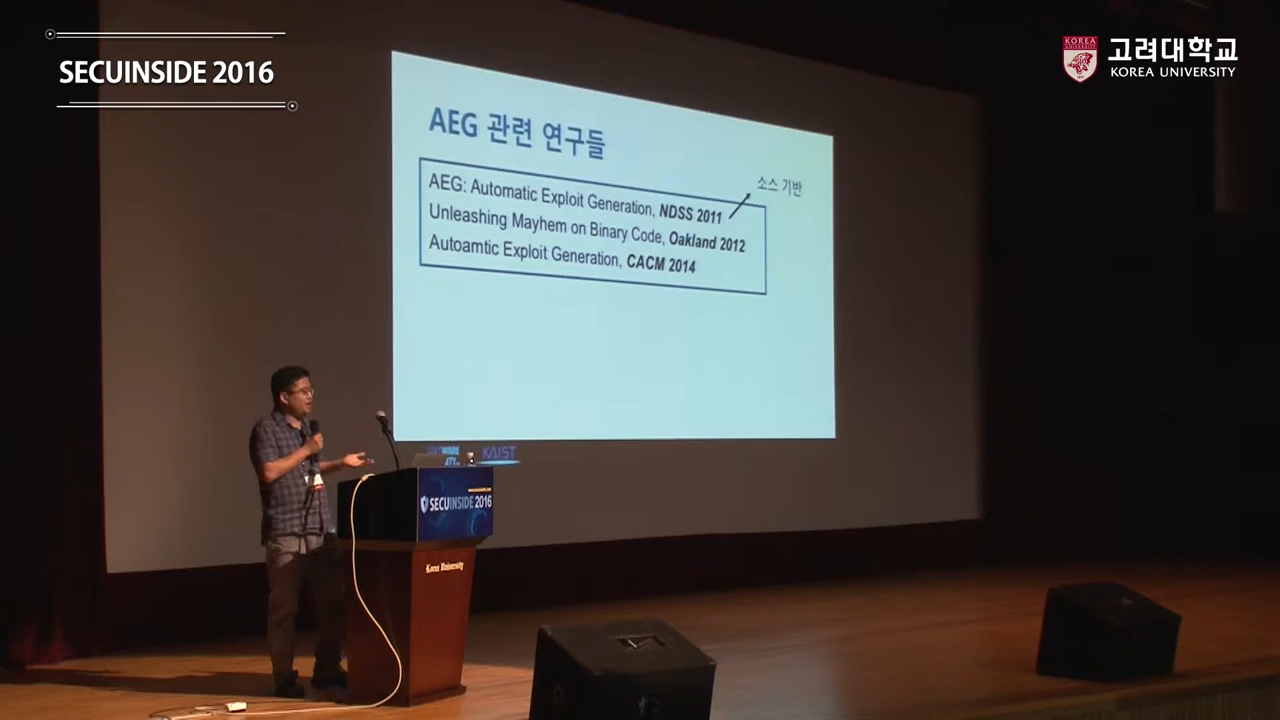 SECUINSIDE 2016
KOREA UNIVERSITY
고려대학교
KOREA UNIVERSITY
AEG 관련 연구들
소스 기반
AEG: Automatic Exploit Generation, NDSS 2011
Unleashing Mayhem on Binary Code, Oakland 2012
Autoamtic Exploit Generation, CACM 2014
KAIST
SECUINSIDE 2016
Korea University